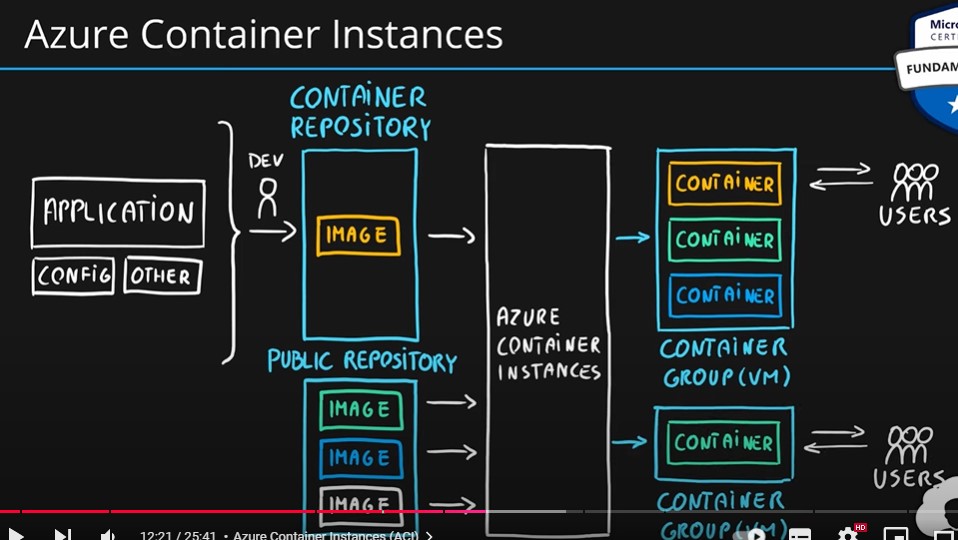 Azure Container Instances
Micro
CERTI
FUNDAM
CONTAINER
REPOSITORY
DEV
APPLICATION
CONFIG
OTHER
IMAGE
PUBLIC REPOSITORY
IMAGE
IMAGE
IMAGE
AZURE
CONTAINER
INSTANCES
CONTAINER
CONTAINER
CONTAINER
CONTAINER
GROUP (VM)
USERS
CONTAINER
CONTAINER
GROUP (VM)
USERS
12:21 / 25:41 • Azure Container Instances (ACI)
HD